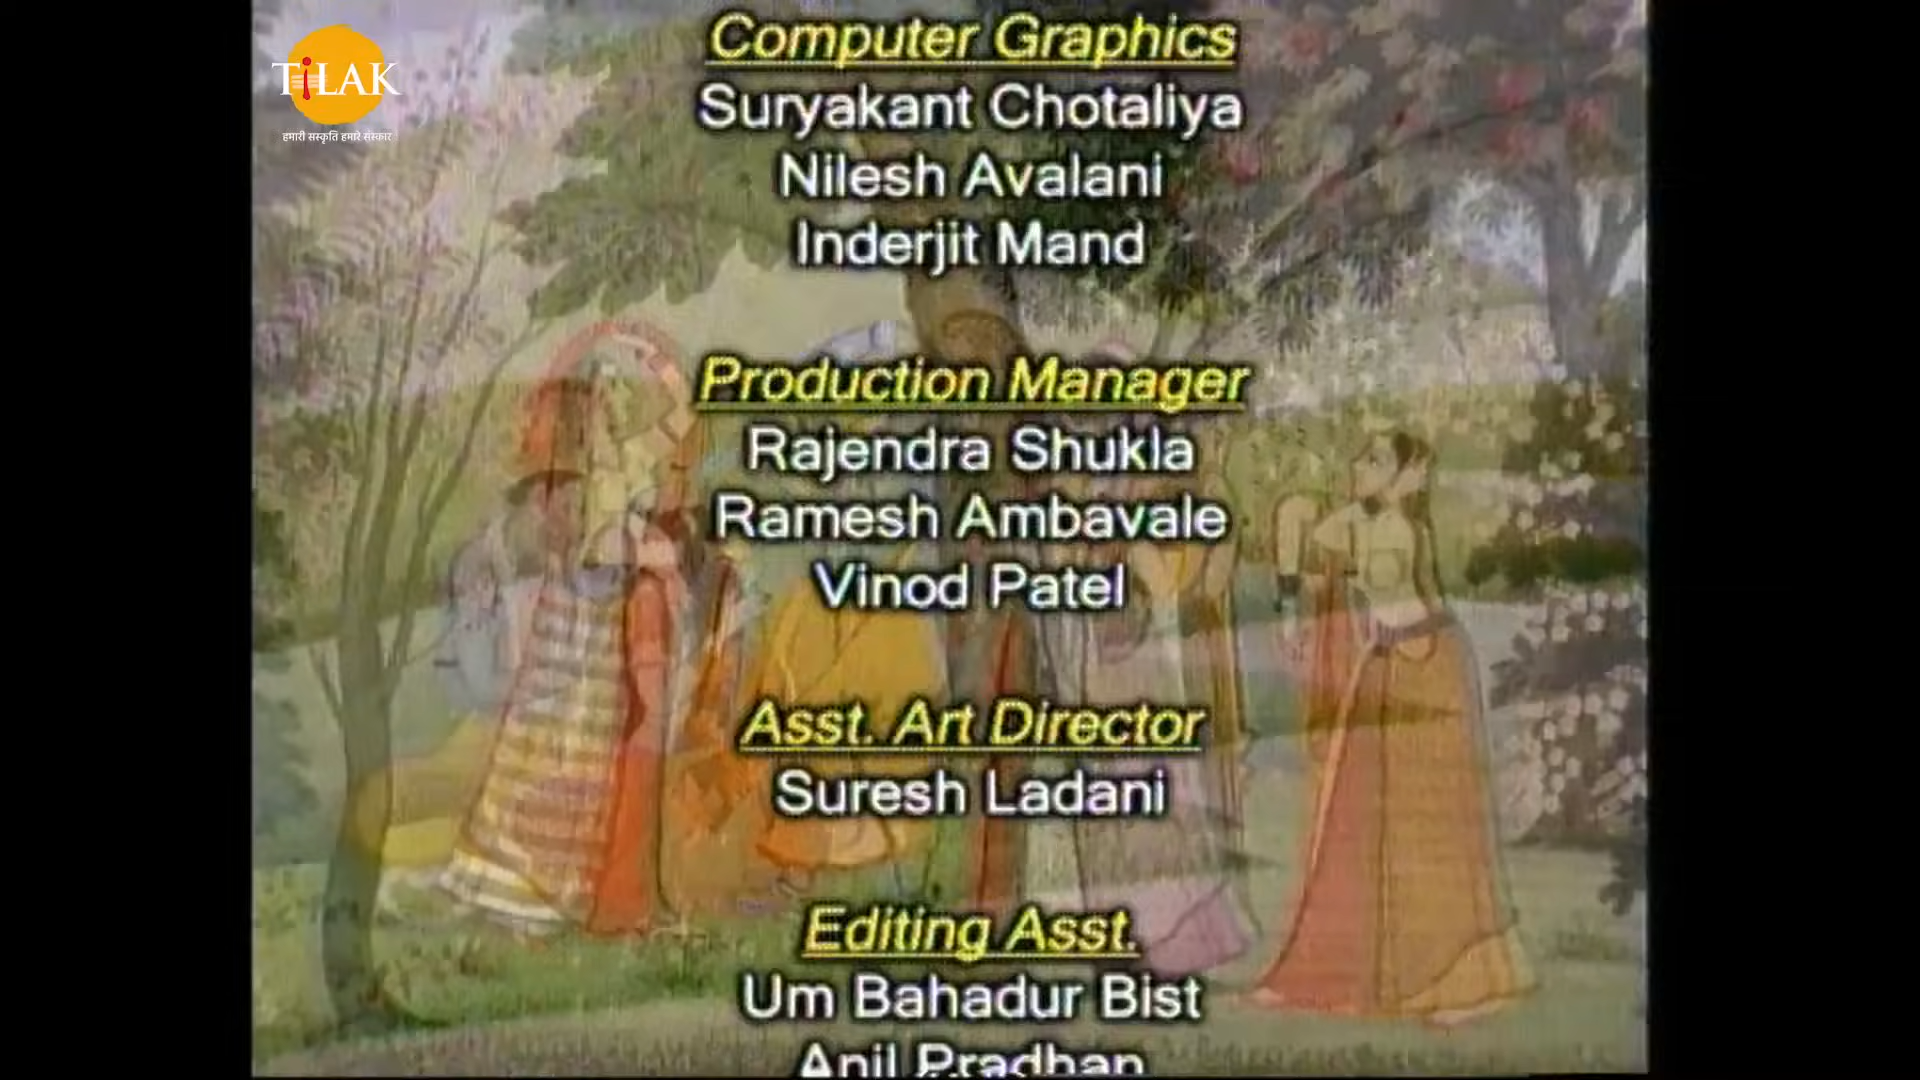 TiLAK
हमारी संस्कृति हमारे संस्कार
Computer Graphics
Suryakant Chotaliya
Nilesh Avalani
Inderjit Mand
Production Manager
Rajendra Shukla
Ramesh Ambavale
Vinod Patel
Asst. Art Director
Suresh Ladani
Editing Asst.
Um Bahadur Bist
Anil Pradhan